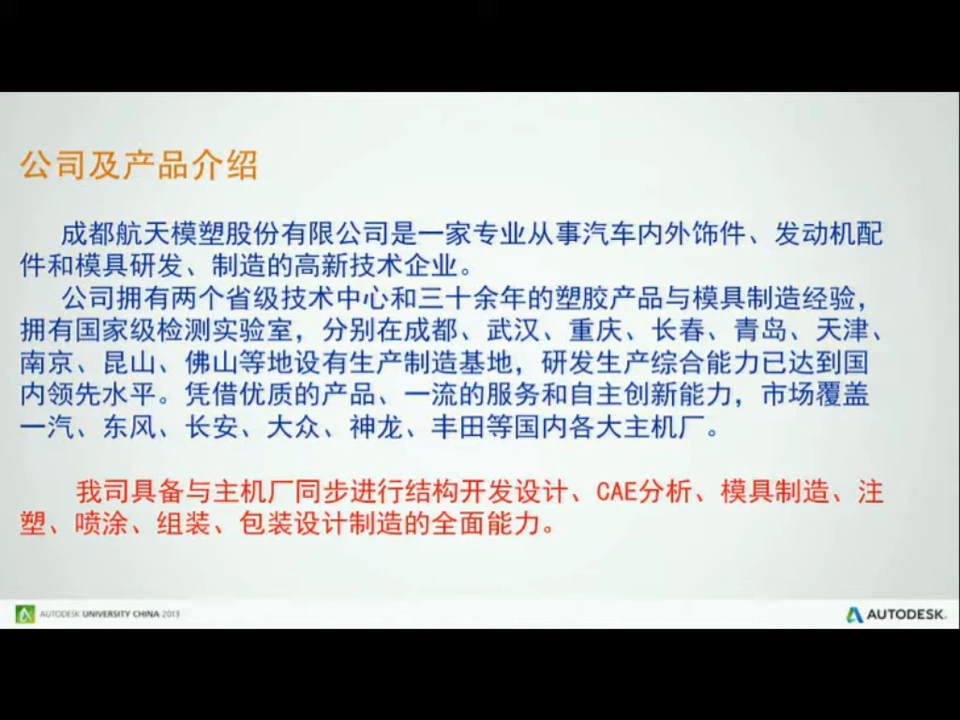 公司及产品介绍
成都航天模塑股份有限公司是一家专业从事汽车内外饰件、发动机配
件和模具研发、制造的高新技术企业。
公司拥有两个省级技术中心和三十余年的塑胶产品与模具制造经验，
拥有国家级检测实验室，分别在成都、武汉、重庆、长春、青岛、天津、
南京、昆山、佛山等地设有生产制造基地，研发生产综合能力已达到国
内领先水平。凭借优质的产品、一流的服务和自主创新能力，市场覆盖
一汽、东风、长安、大众、神龙、丰田等国内各大主机厂。
我司具备与主机厂同步进行结构开发设计、CAE分析、模具制造、注
塑、喷涂、组装、包装设计制造的全面能力。
AUTODESK UNIVERSITY CHINA 2013
AUTODESK.